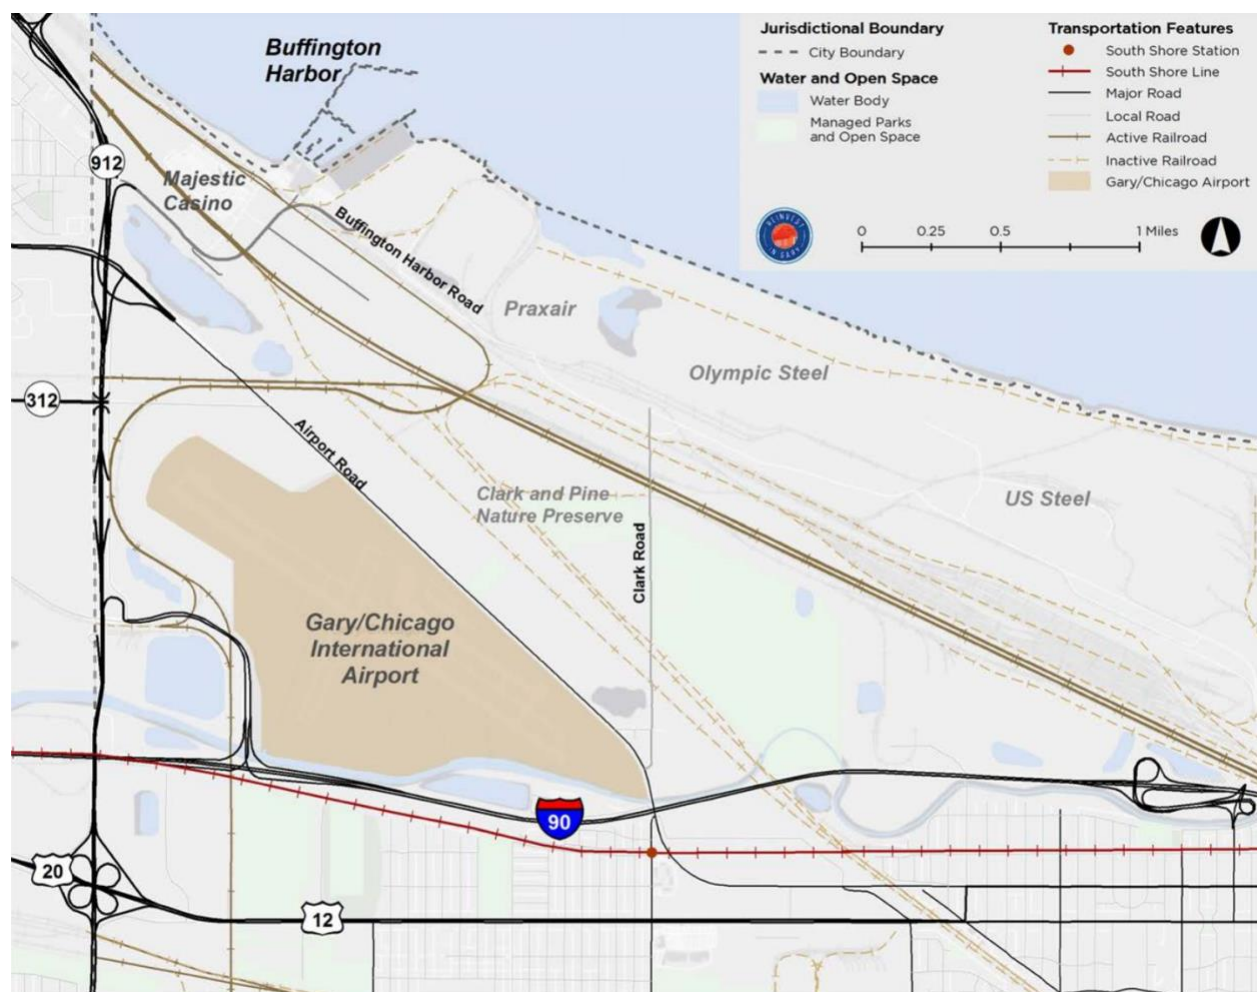 Buffington
Harbor
Jurisdictional Boundary
City Boundary
Water and Open Space
Water Body
Managed Parks
and Open Space
Transportation Features
South Shore Station
South Shore Line
Major Road
Local Road
Active Railroad
Inactive Railroad
Gary/Chicago Airport
0 0.25 0.5 1 Miles
912
Majestic
Casino
Buffington Harbor Road
Praxair
Olympic Steel
312
Airport Road
Clark and Pine
Nature Preserve
US Steel
Clark Road
Gary/Chicago
International
Airport
90
20
12